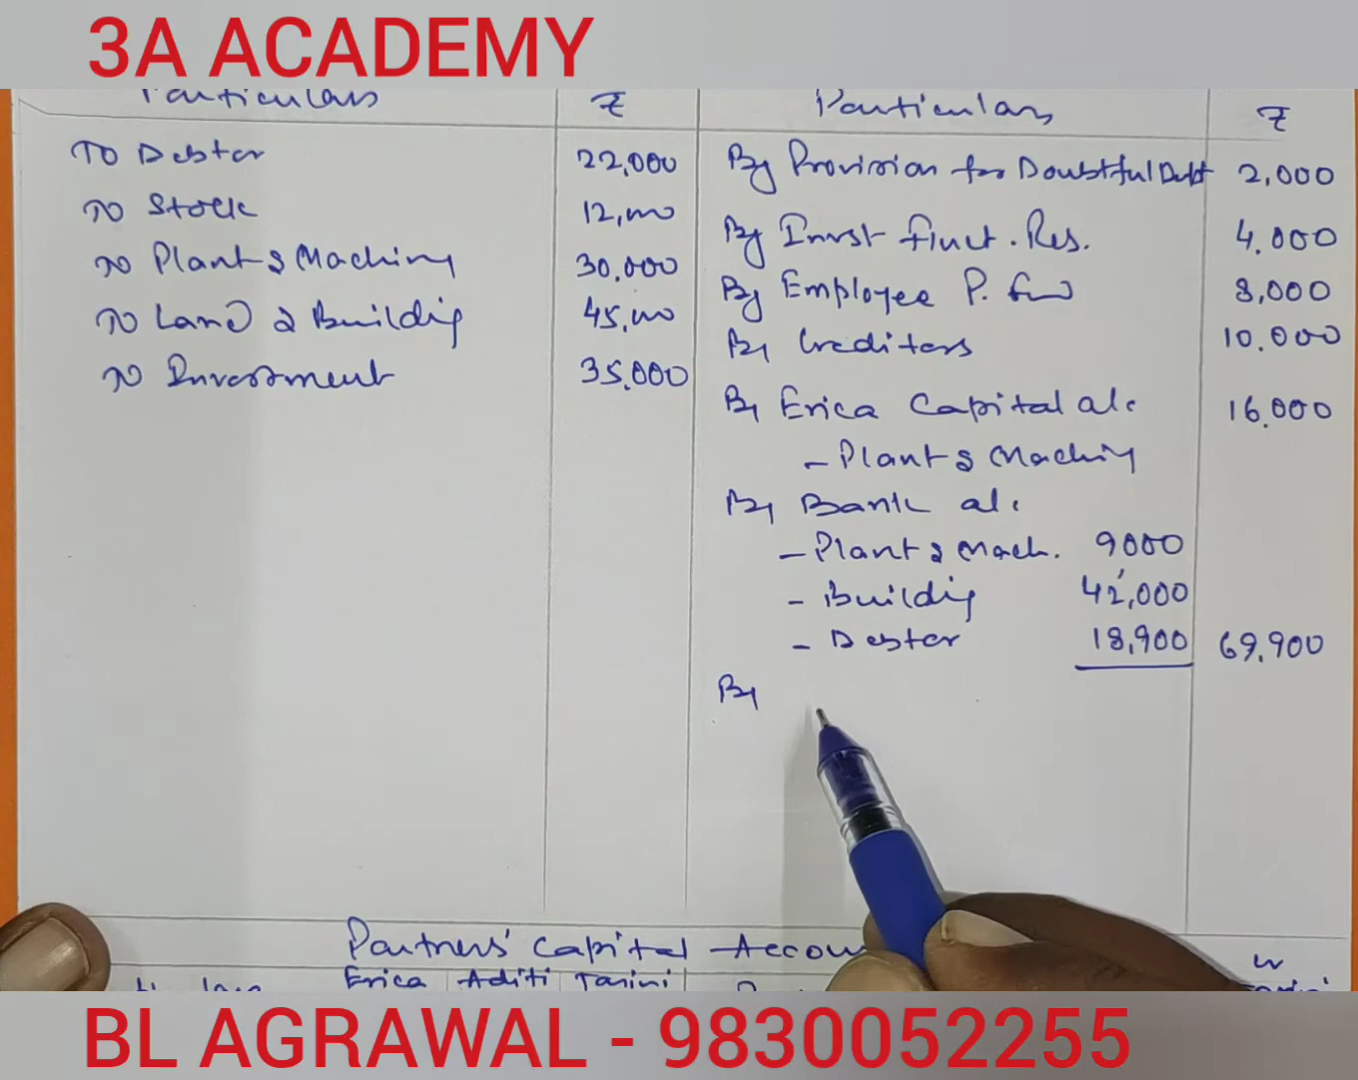 3A ACADEMY
Particulars ₹ Particulars ₹
To Debtor 22,000 By Provision for Doubtful Debt 2,000
To Stock 12,000 By Invst fluct. Res. 4,000
To Plant & Machinery 30,000 By Employee P. fund 8,000
To Land & Building 45,000 By Creditors 10,000
To Investment 35,000 By Erica Capital a/c 16,000
- Plant & Machinery
By Bank a/c
- Plant & Mach. 9000
- Building 42,000
- Debtor 18,900 69,900
By
Partners' Capital Accou
Erica Aditi Tarini
BL AGRAWAL - 9830052255